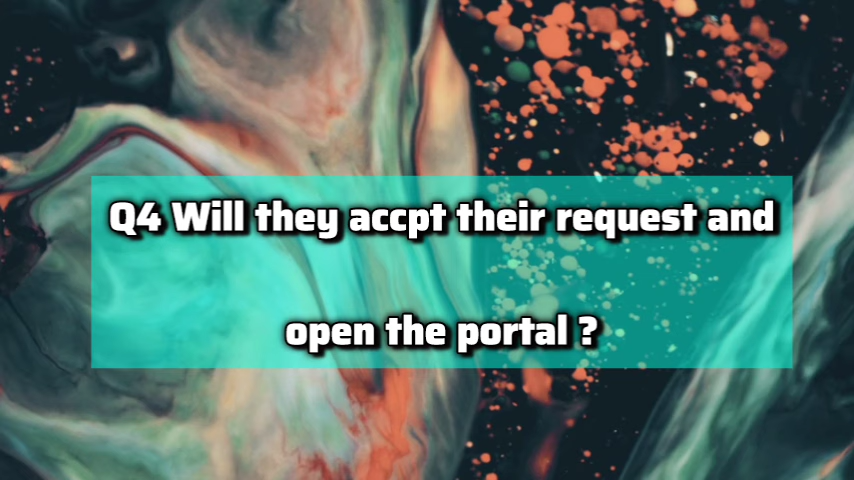 Q4 Will they accpt their request and
open the portal ?